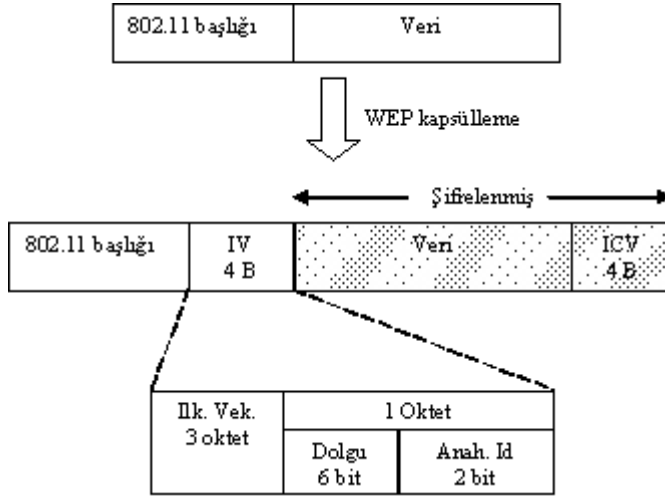 802.11 başlığı Veri
WEP kapsülleme
Şifrelenmiş
802.11 başlığı IV Veri ICV
4 B 4 B
Ilk. Vek. 1 Oktet
3 oktet
Dolgu Anah. Id
6 bit 2 bit